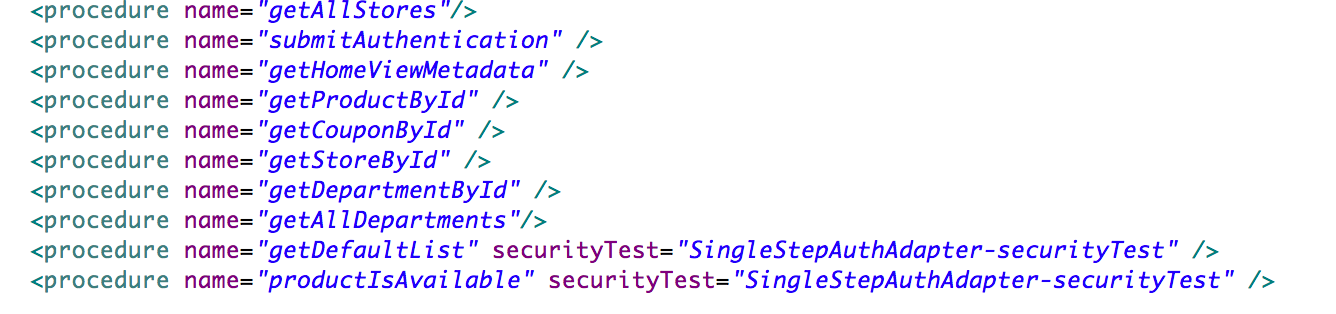 <procedure name="getAllStores"/>
<procedure name="submitAuthentication" />
<procedure name="getHomeViewMetadata" />
<procedure name="getProductById" />
<procedure name="getCouponById" />
<procedure name="getStoreById" />
<procedure name="getDepartmentById" />
<procedure name="getAllDepartments"/>
<procedure name="getDefaultList" securityTest="SingleStepAuthAdapter-securityTest" />
<procedure name="productIsAvailable" securityTest="SingleStepAuthAdapter-securityTest" />